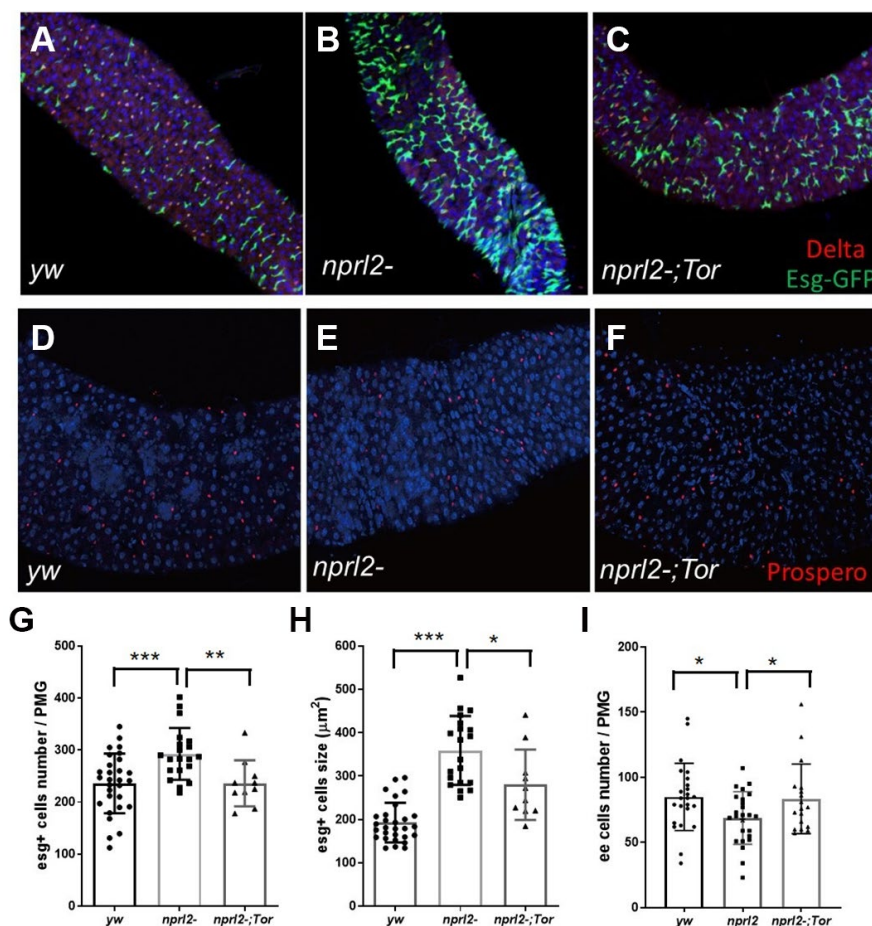 A
B
C
yw
nprl2-
nprl2-;Tor
Delta
Esg-GFP
D
E
F
yw
nprl2-
nprl2-;Tor
Prospero
G
H
I
esg+ cells number / PMG
500
400
300
200
100
0
***
**
yw
nprl2-
nprl2-;Tor
esg+ cells size (μm2)
600
500
400
300
200
100
0
***
*
yw
nprl2-
nprl2-;Tor
ee cells number / PMG
200
150
100
50
0
*
*
yw
nprl2
nprl2-;Tor